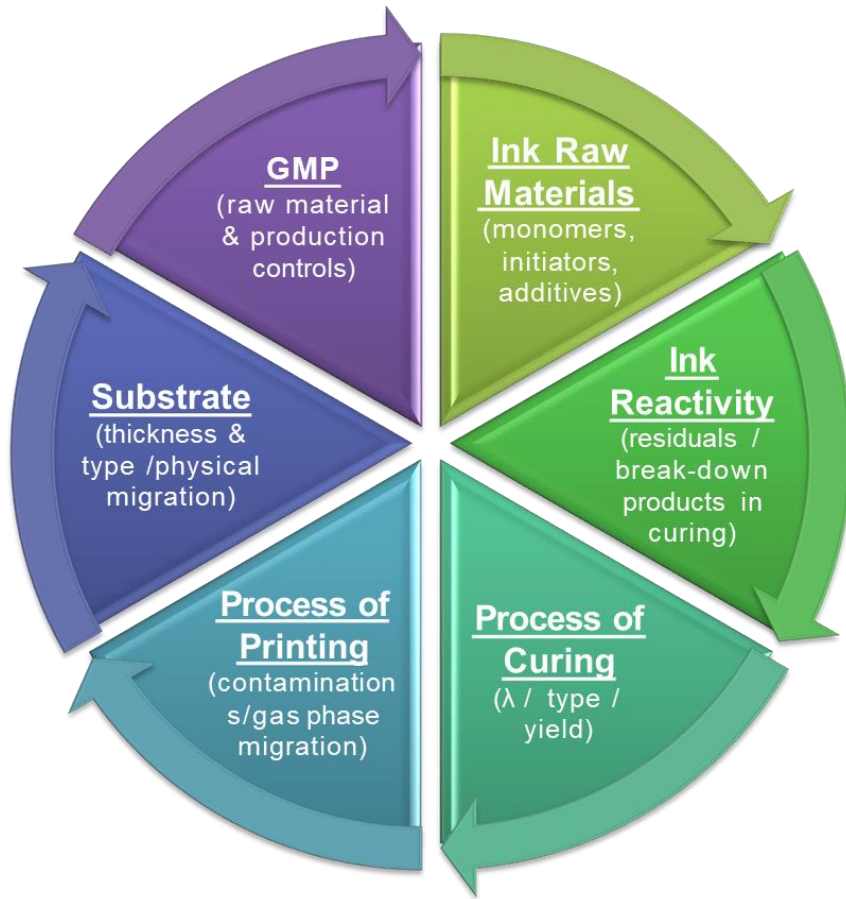 GMP
(raw material
& production
controls)
Ink Raw
Materials
(monomers,
initiators,
additives)
Ink
Reactivity
(residuals /
break-down
products in
curing)
Process of
Curing
(λ / type /
yield)
Process of
Printing
(contamination
s/gas phase
migration)
Substrate
(thickness &
type /physical
migration)